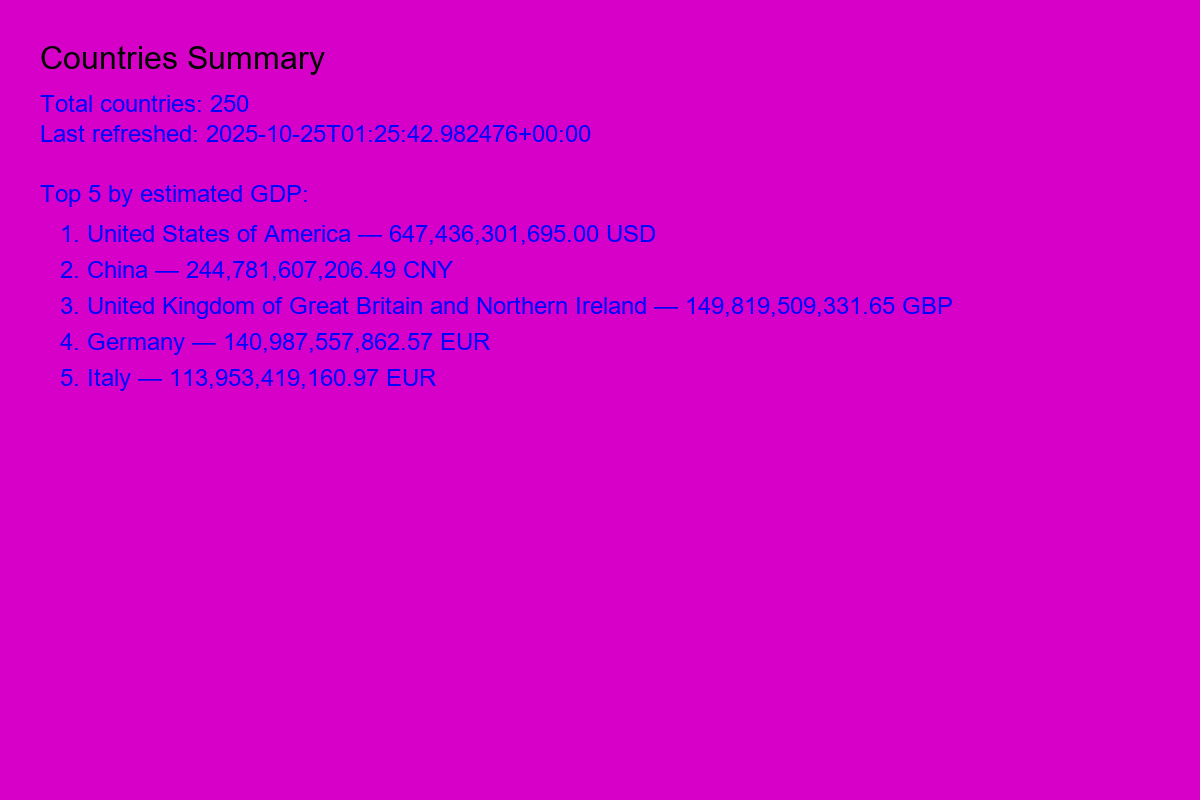 Countries Summary
Total countries: 250
Last refreshed: 2025-10-25T01:25:42.982476+00:00
Top 5 by estimated GDP:
1. United States of America — 647,436,301,695.00 USD
2. China — 244,781,607,206.49 CNY
3. United Kingdom of Great Britain and Northern Ireland — 149,819,509,331.65 GBP
4. Germany — 140,987,557,862.57 EUR
5. Italy — 113,953,419,160.97 EUR